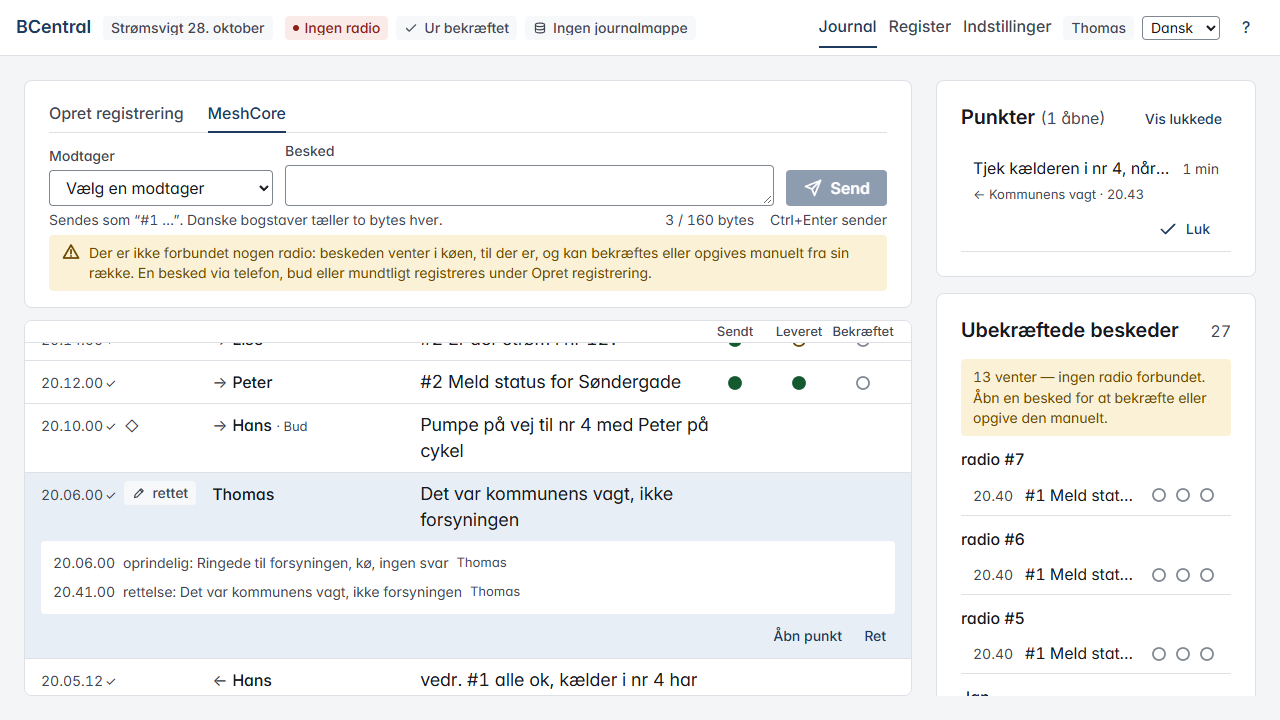 BCentral
Strømsvigt 28. oktober
Ingen radio
Ur bekræftet
Ingen journalmappe
Journal
Register
Indstillinger
Thomas
Dansk
?
Opret registrering
MeshCore
Modtager
Besked
Vælg en modtager
Send
Sendes som “#1 ...”. Danske bogstaver tæller to bytes hver.
3 / 160 bytes
Ctrl+Enter sender
Der er ikke forbundet nogen radio: beskeden venter i køen, til der er, og kan bekræftes eller opgives manuelt fra sin
række. En besked via telefon, bud eller mundtligt registreres under Opret registrering.
Sendt
Leveret
Bekræftet
20.12.00 ✓
→ Peter
#2 Meld status for Søndergade
20.10.00 ✓
→ Hans · Bud
Pumpe på vej til nr 4 med Peter på
cykel
20.06.00 ✓
rettet
Thomas
Det var kommunens vagt, ikke
forsyningen
20.06.00 oprindelig: Ringede til forsyningen, kø, ingen svar Thomas
20.41.00 rettelse: Det var kommunens vagt, ikke forsyningen Thomas
Åbn punkt
Ret
20.05.12 ✓
← Hans
vedr. #1 alle ok, kælder i nr 4 har
Punkter (1 åbne)
Vis lukkede
Tjek kælderen i nr 4, når...
1 min
← Kommunens vagt · 20.43
Luk
Ubekræftede beskeder
27
13 venter — ingen radio forbundet.
Åbn en besked for at bekræfte eller
opgive den manuelt.
radio #7
20.40 #1 Meld stat...
radio #6
20.40 #1 Meld stat...
radio #5
20.40 #1 Meld stat...